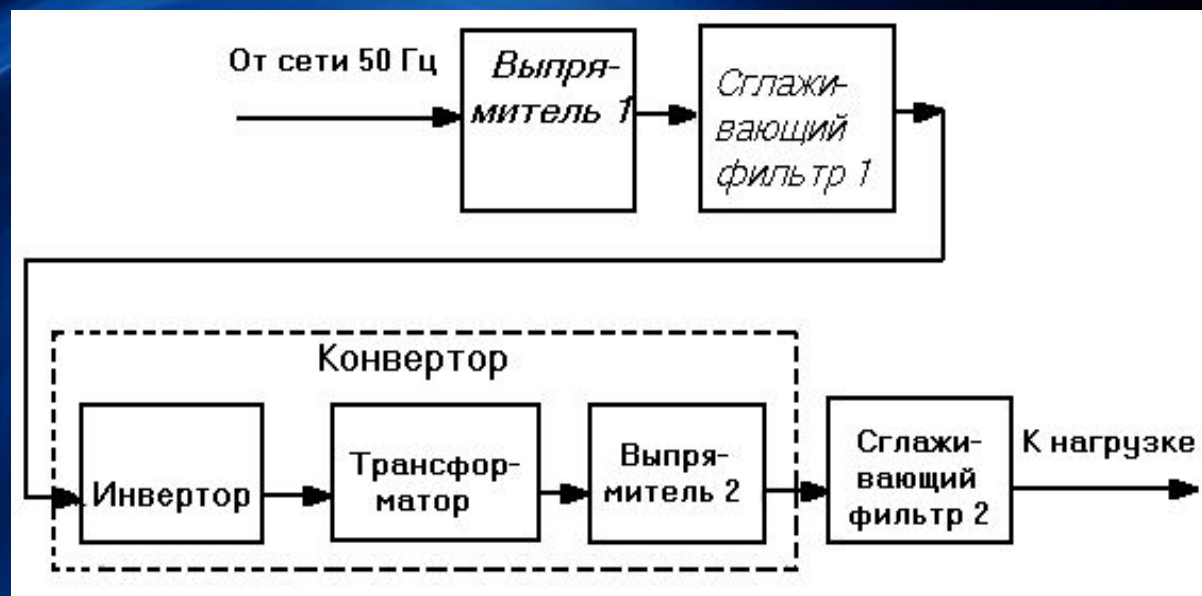 От сети 50 Гц
Выпря-
митель 1
Сглажи-
вающий
фильтр 1
Конвертор
Инвертор
Трансфор-
матор
Выпря-
митель 2
Сглажи-
вающий
фильтр 2
К нагрузке